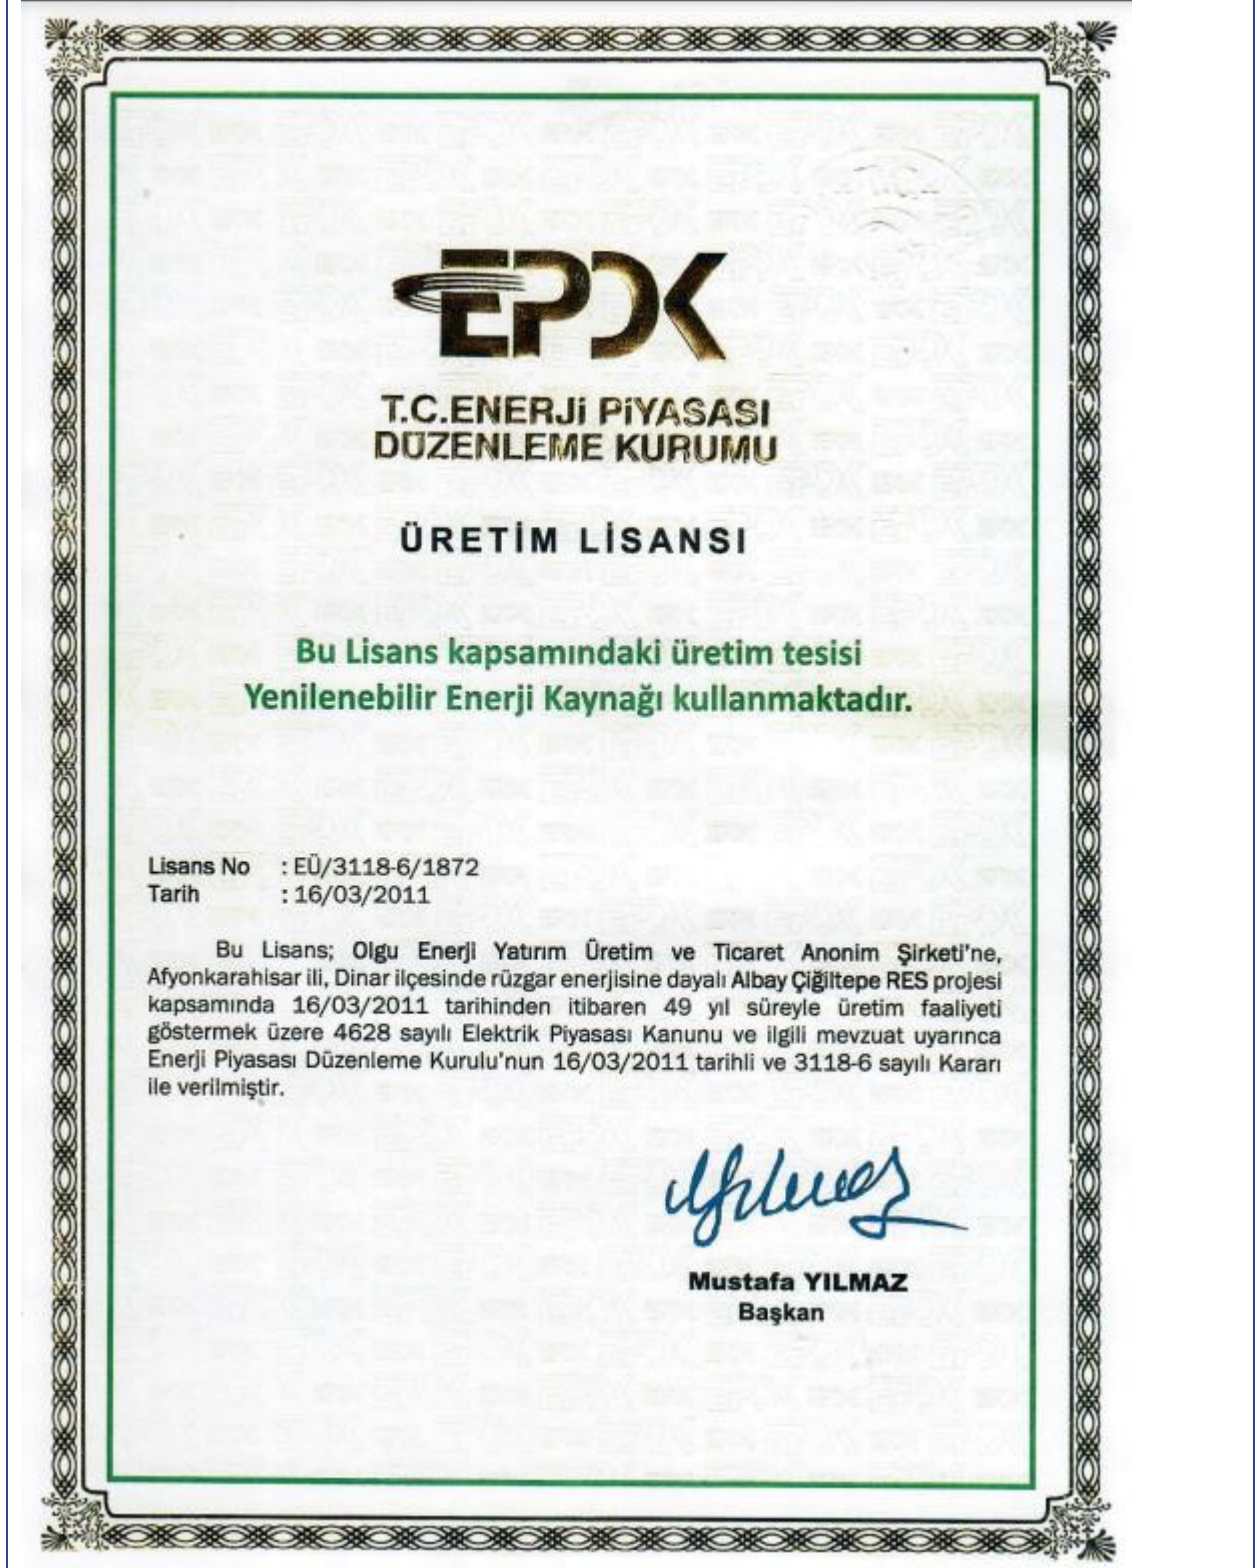 EPDK
T.C.ENERJİ PİYASASI
DÜZENLEME KURUMU
ÜRETİM LİSANSI
Bu Lisans kapsamındaki üretim tesisi
Yenilenebilir Enerji Kaynağı kullanmaktadır.
Lisans No : EÜ/3118-6/1872
Tarih : 16/03/2011
Bu Lisans; Olgu Enerji Yatırım Üretim ve Ticaret Anonim Şirketi'ne,
Afyonkarahisar ili, Dinar ilçesinde rüzgar enerjisine dayalı Albay Çiğiltepe RES projesi
kapsamında 16/03/2011 tarihinden itibaren 49 yıl süreyle üretim faaliyeti
göstermek üzere 4628 sayılı Elektrik Piyasası Kanunu ve ilgili mevzuat uyarınca
Enerji Piyasası Düzenleme Kurulu'nun 16/03/2011 tarihli ve 3118-6 sayılı Kararı
ile verilmiştir.
Mustafa YILMAZ
Başkan